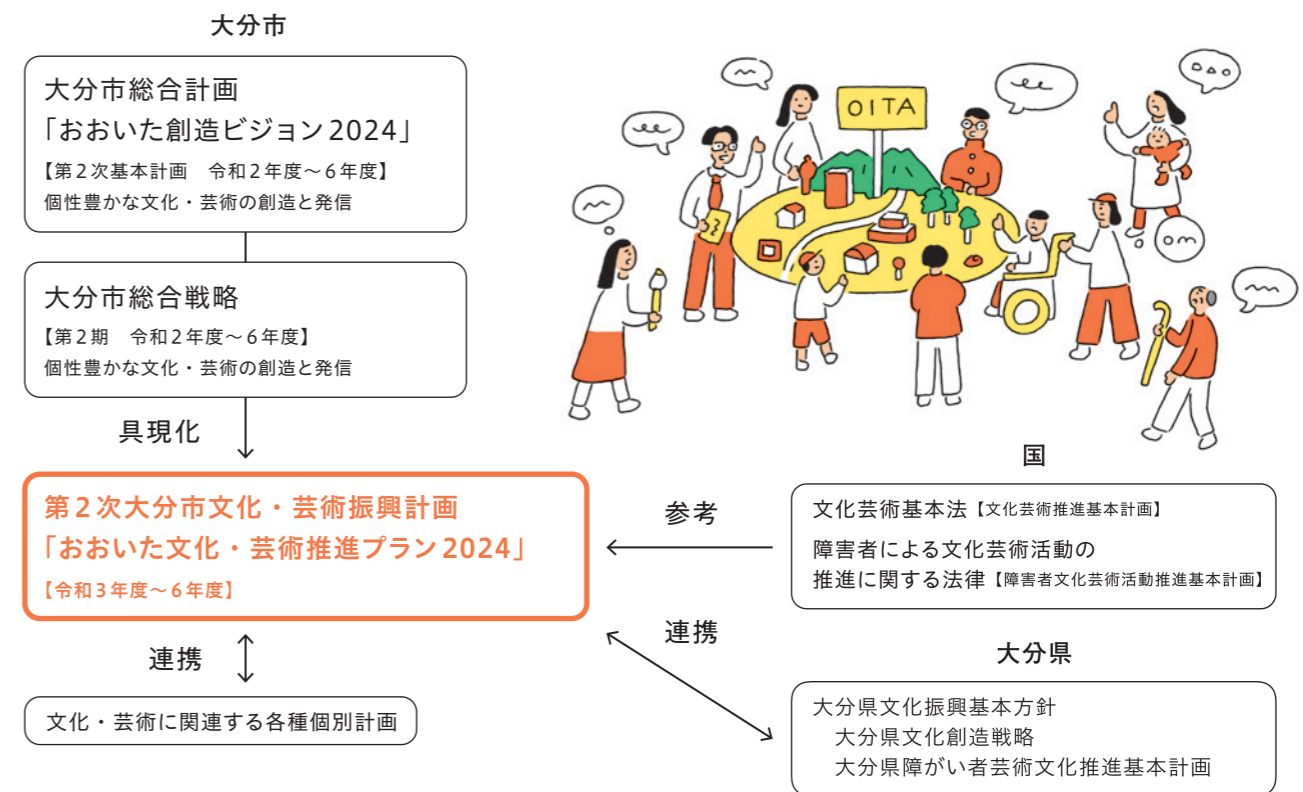 大分市
大分市総合計画
「おおいた創造ビジョン2024」
【第2次基本計画　令和2年度〜6年度】
個性豊かな文化・芸術の創造と発信
大分市総合戦略
【第2期　令和2年度〜6年度】
個性豊かな文化・芸術の創造と発信
具現化
第2次大分市文化・芸術振興計画
「おおいた文化・芸術推進プラン2024」
【令和3年度〜6年度】
連携
文化・芸術に関連する各種個別計画
OITA
om
国
参考
文化芸術基本法【文化芸術推進基本計画】
障害者による文化芸術活動の
推進に関する法律【障害者文化芸術活動推進基本計画】
連携
大分県
大分県文化振興基本方針
大分県文化創造戦略
大分県障がい者芸術文化推進基本計画